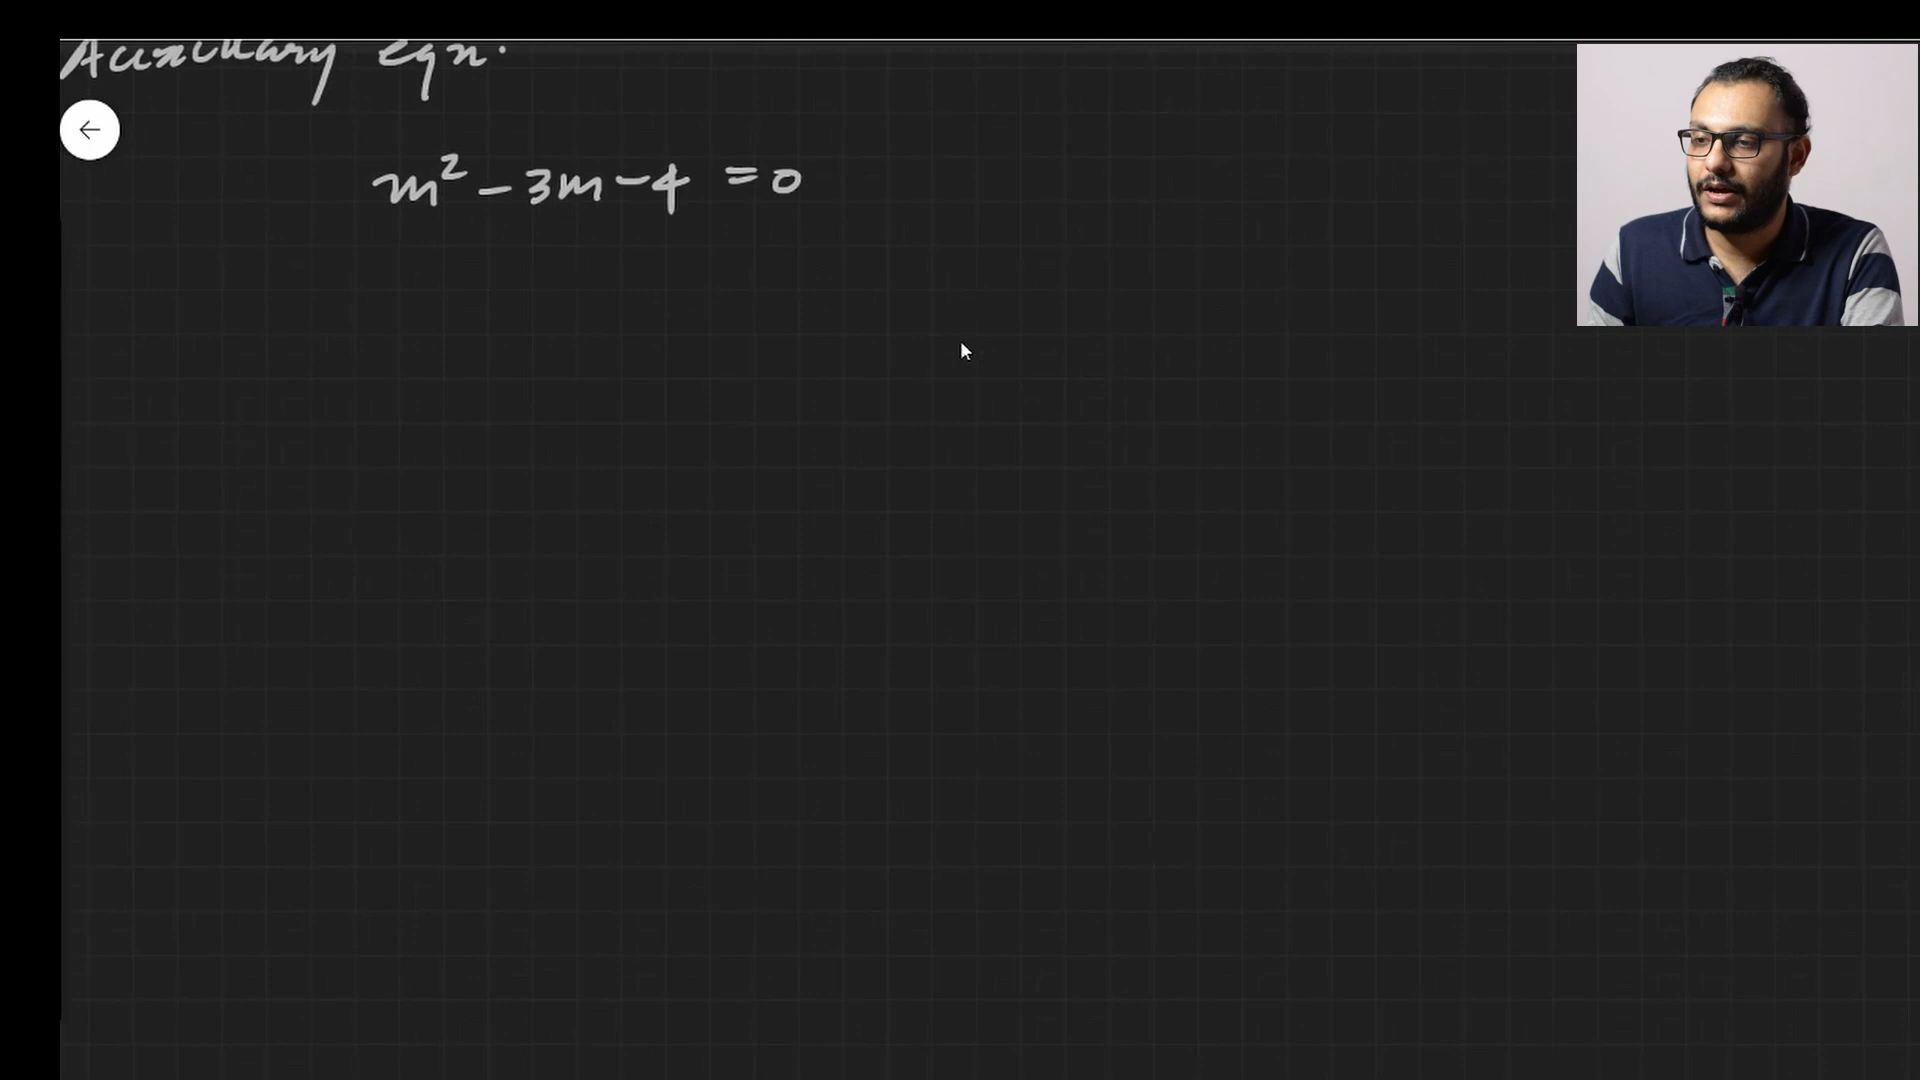 Auxiliary eqn.
m² - 3m - 4 = 0